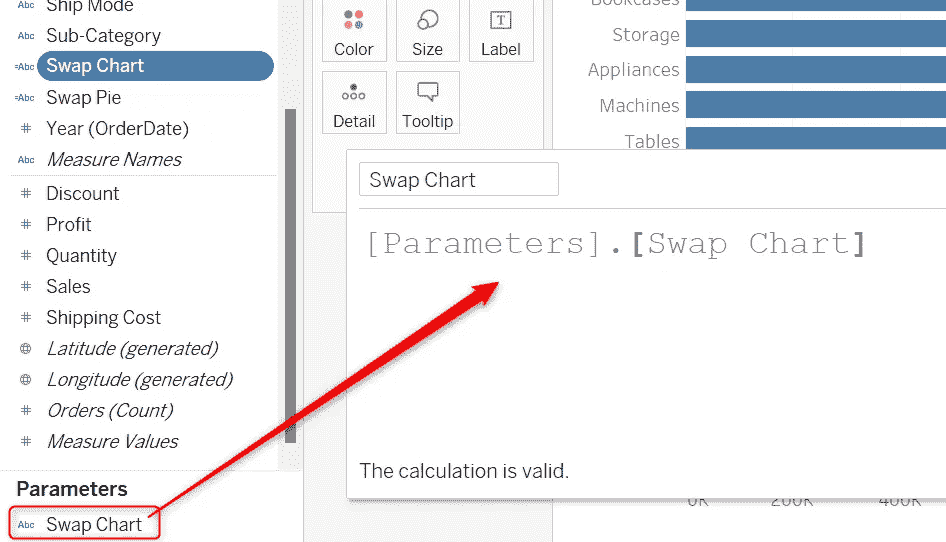 Abc Ship Mode
Abc Sub-Category
=Abc Swap Chart
=Abc Swap Pie
# Year (OrderDate)
Abc Measure Names
# Discount
# Profit
# Quantity
# Sales
# Shipping Cost
Latitude (generated)
Longitude (generated)
# Orders (Count)
# Measure Values
Parameters
Abc Swap Chart
Color Size T Label
Detail Tooltip
Bookcases
Storage
Appliances
Machines
Tables
Swap Chart
[Parameters].[Swap Chart]
The calculation is valid.
0K 200K 400K